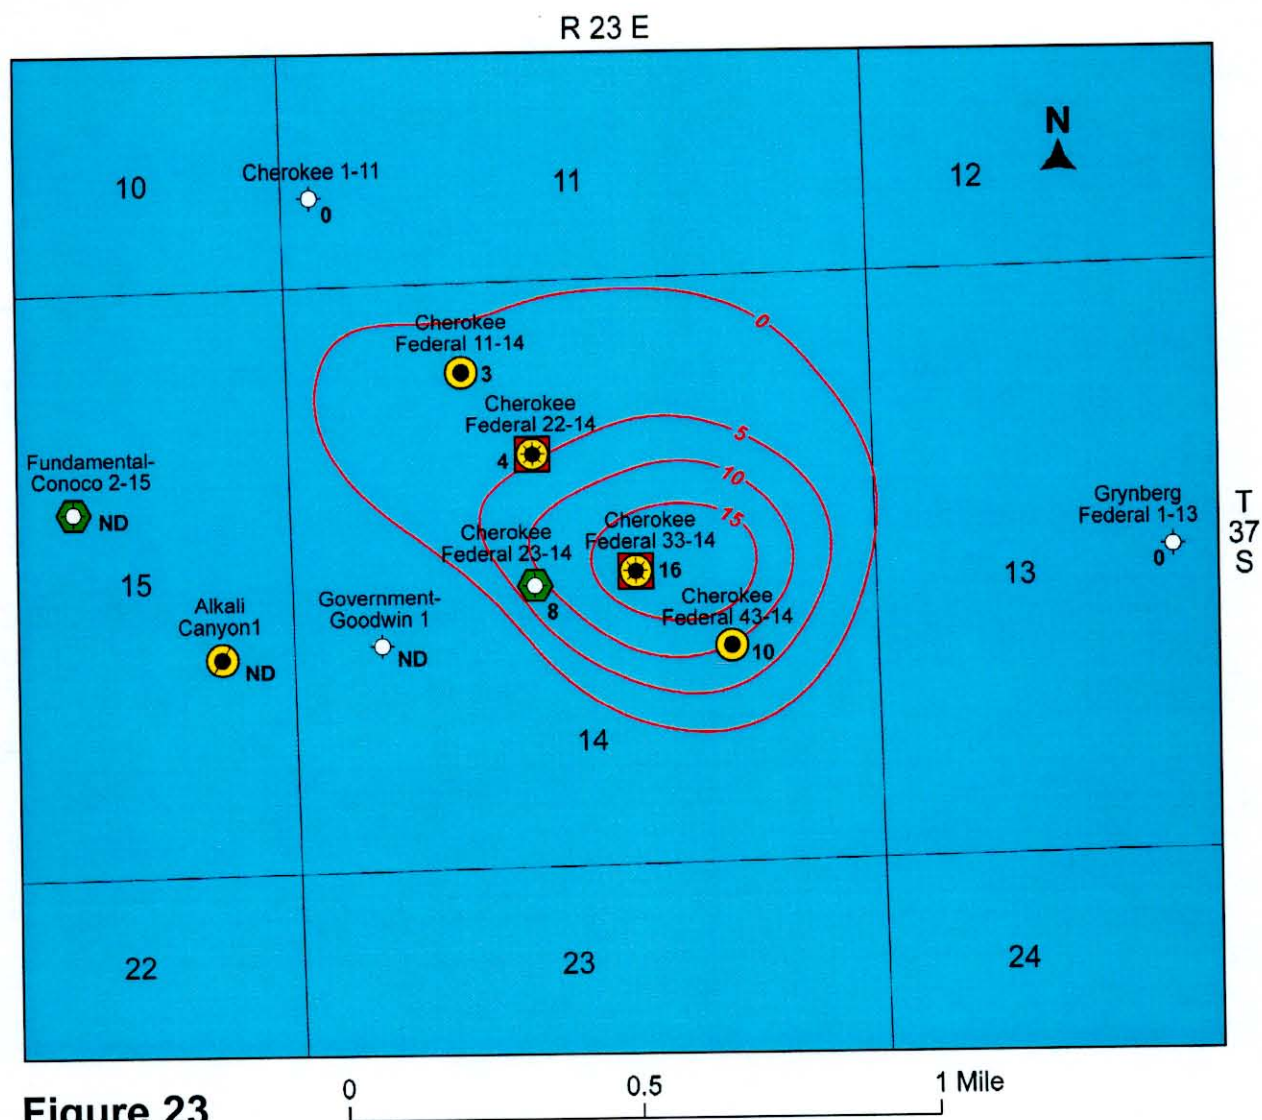 R 23 E
N
10
Cherokee 1-11
0
11
12
0
Cherokee
Federal 11-14
3
Cherokee
Federal 22-14
4
5
10
15
Fundamental-
Conoco 2-15
ND
Cherokee
Federal 23-14
8
Cherokee
Federal 33-14
16
Grynberg
Federal 1-13
0
T
37
S
15
13
Alkali
Canyon1
ND
Government-
Goodwin 1
ND
Cherokee
Federal 43-14
10
14
22
23
24
0
0.5
1 Mile
Figure 23